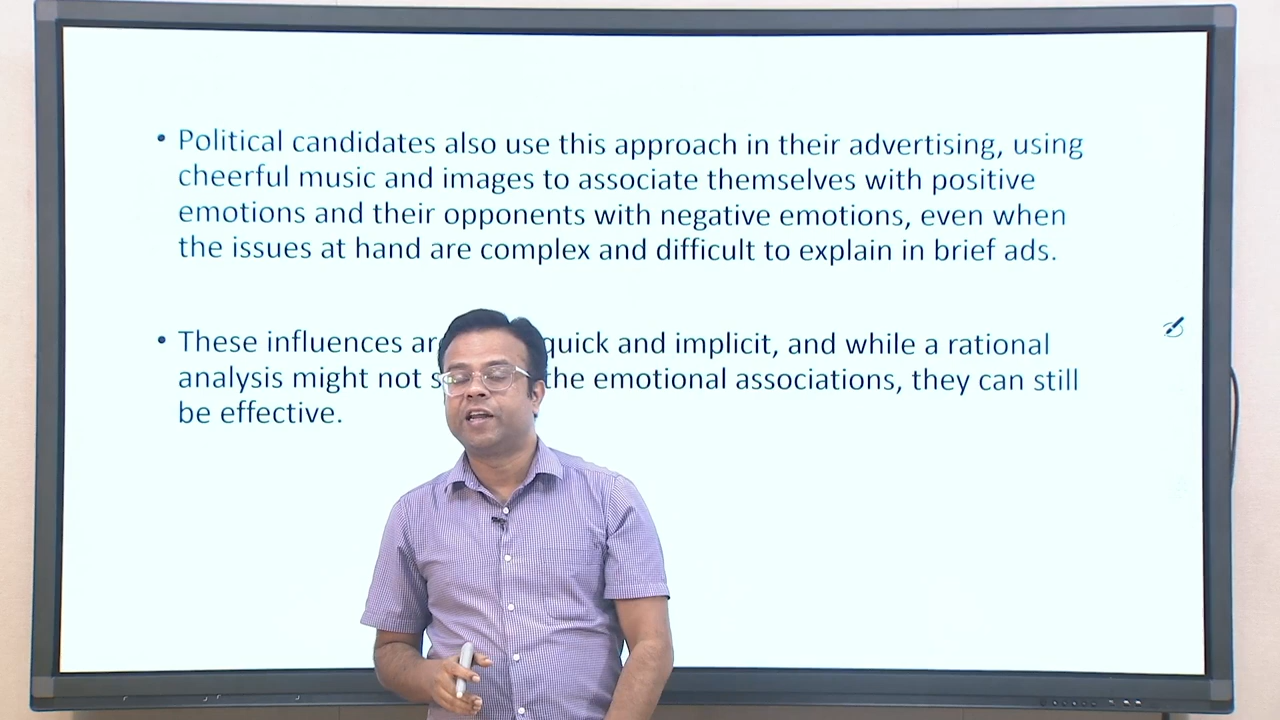 • Political candidates also use this approach in their advertising, using
cheerful music and images to associate themselves with positive
emotions and their opponents with negative emotions, even when
the issues at hand are complex and difficult to explain in brief ads.
• These influences quick and implicit, and while a rational
analysis might not the emotional associations, they can still
be effective.